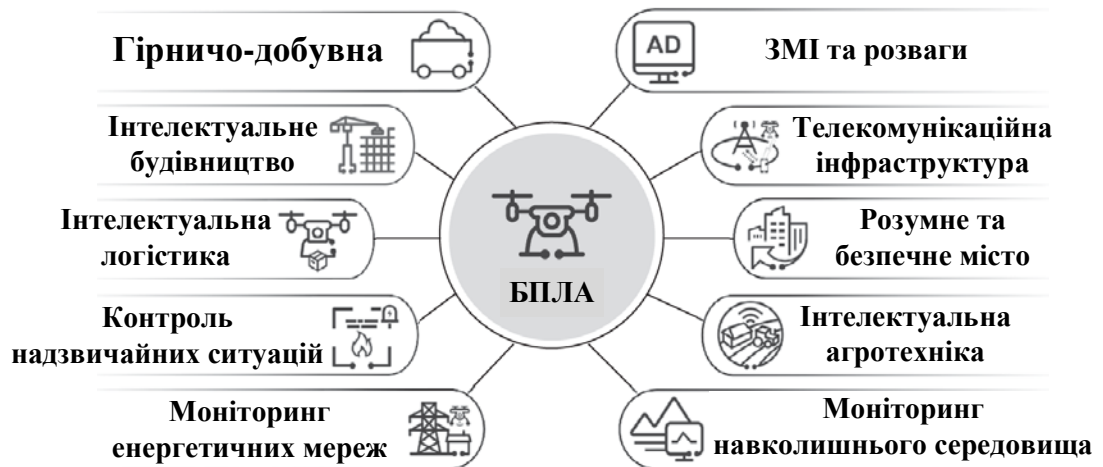 Гірничо-добувна
AD
ЗМІ та розваги
Інтелектуальне
будівництво
Телекомунікаційна
інфраструктура
Інтелектуальна
логістика
Розумне та
безпечне місто
БПЛА
Контроль
надзвичайних ситуацій
Інтелектуальна
агротехніка
Моніторинг
енергетичних мереж
Моніторинг
навколишнього середовища